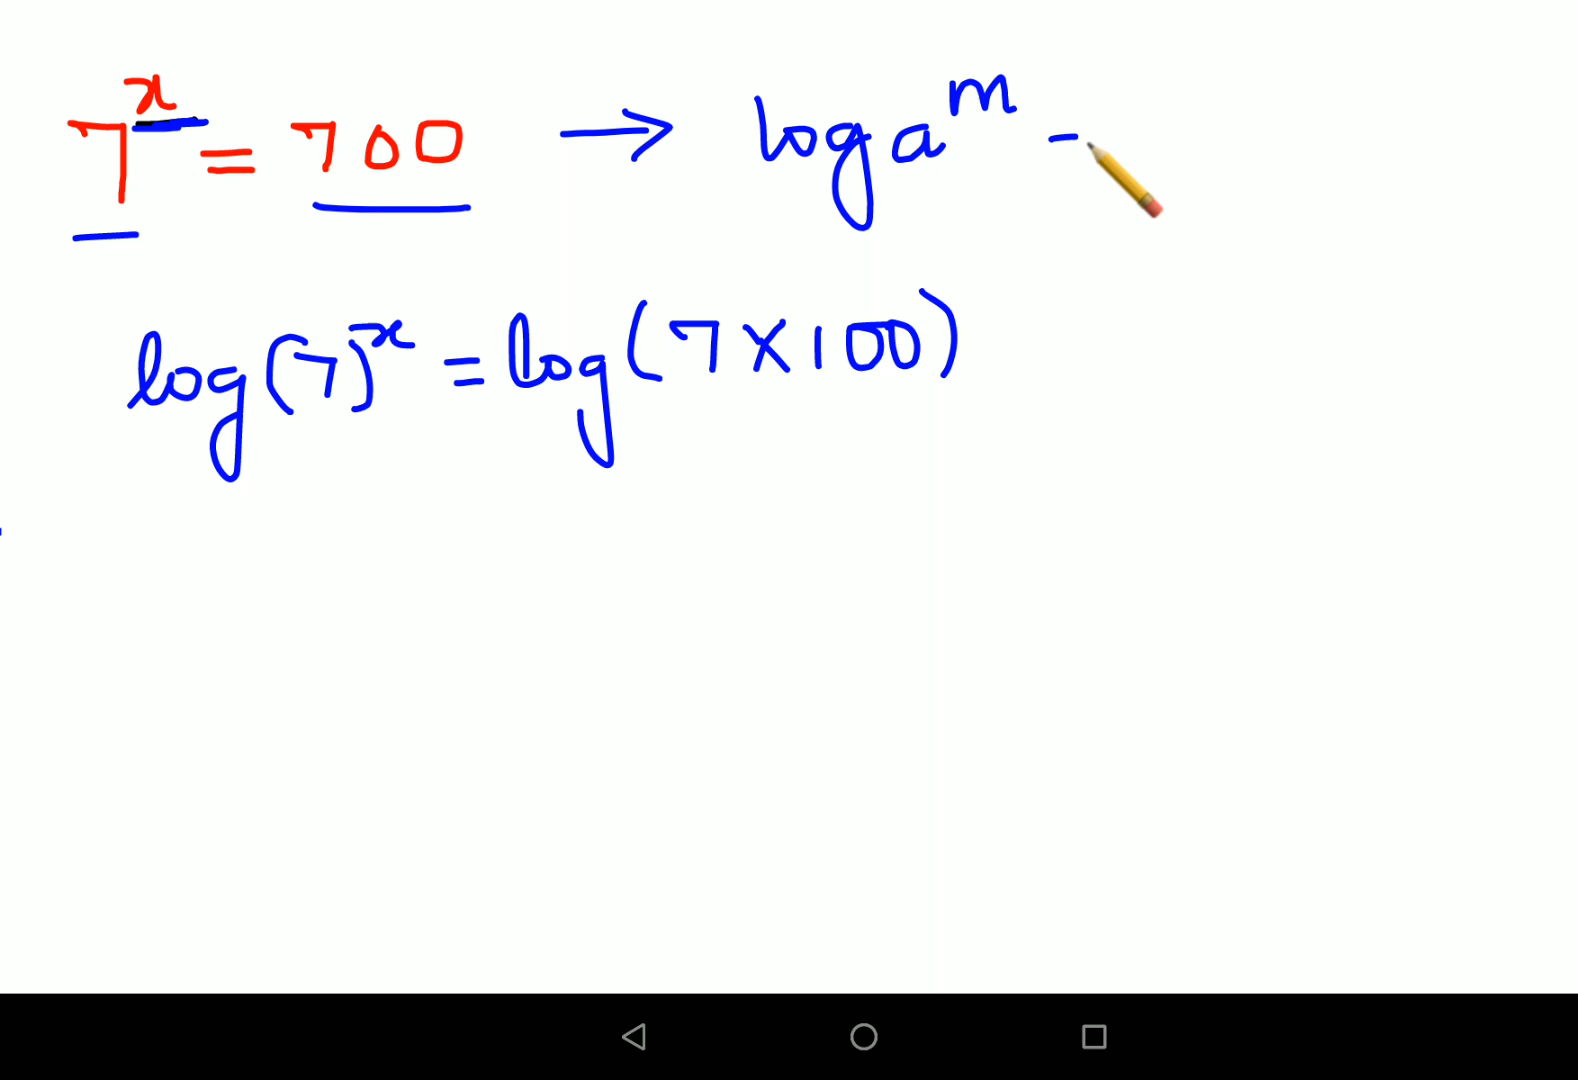 7^x = 700 → log a^m -
log(7)^x = log(7×100)